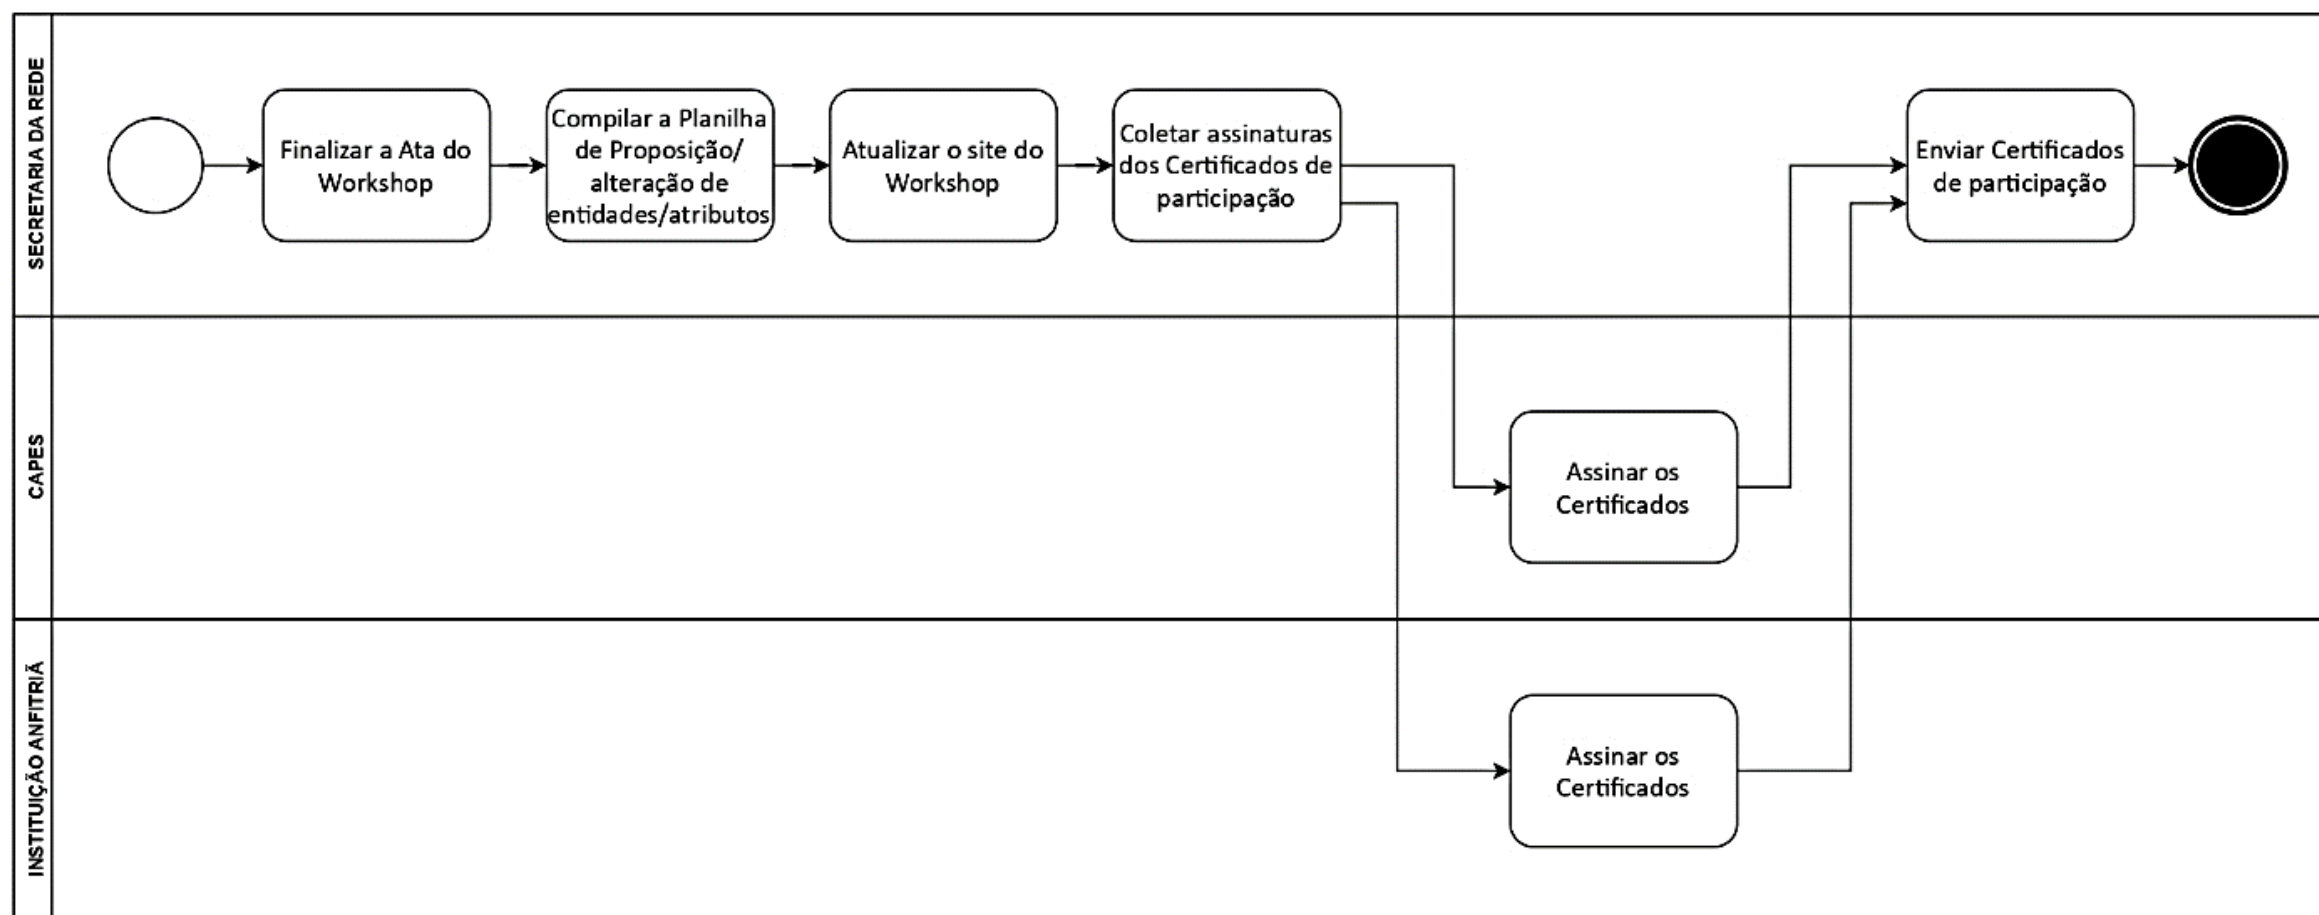 SECRETARIA DA REDE
Finalizar a Ata do
Workshop
Compilar a Planilha
de Proposição/
alteração de
entidades/atributos
Atualizar o site do
Workshop
Coletar assinaturas
dos Certificados de
participação
Enviar Certificados
de participação
CAPES
Assinar os
Certificados
INSTITUIÇÃO ANFITRIÃ
Assinar os
Certificados